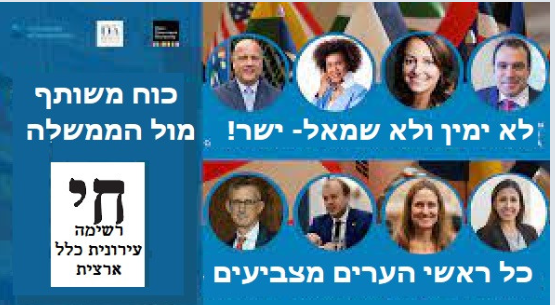 כוח משותף
מול הממשלה
חי
רשימה
עירונית כלל
ארצית
לא ימין ולא שמאל- ישר!
כל ראשי הערים מצביעים